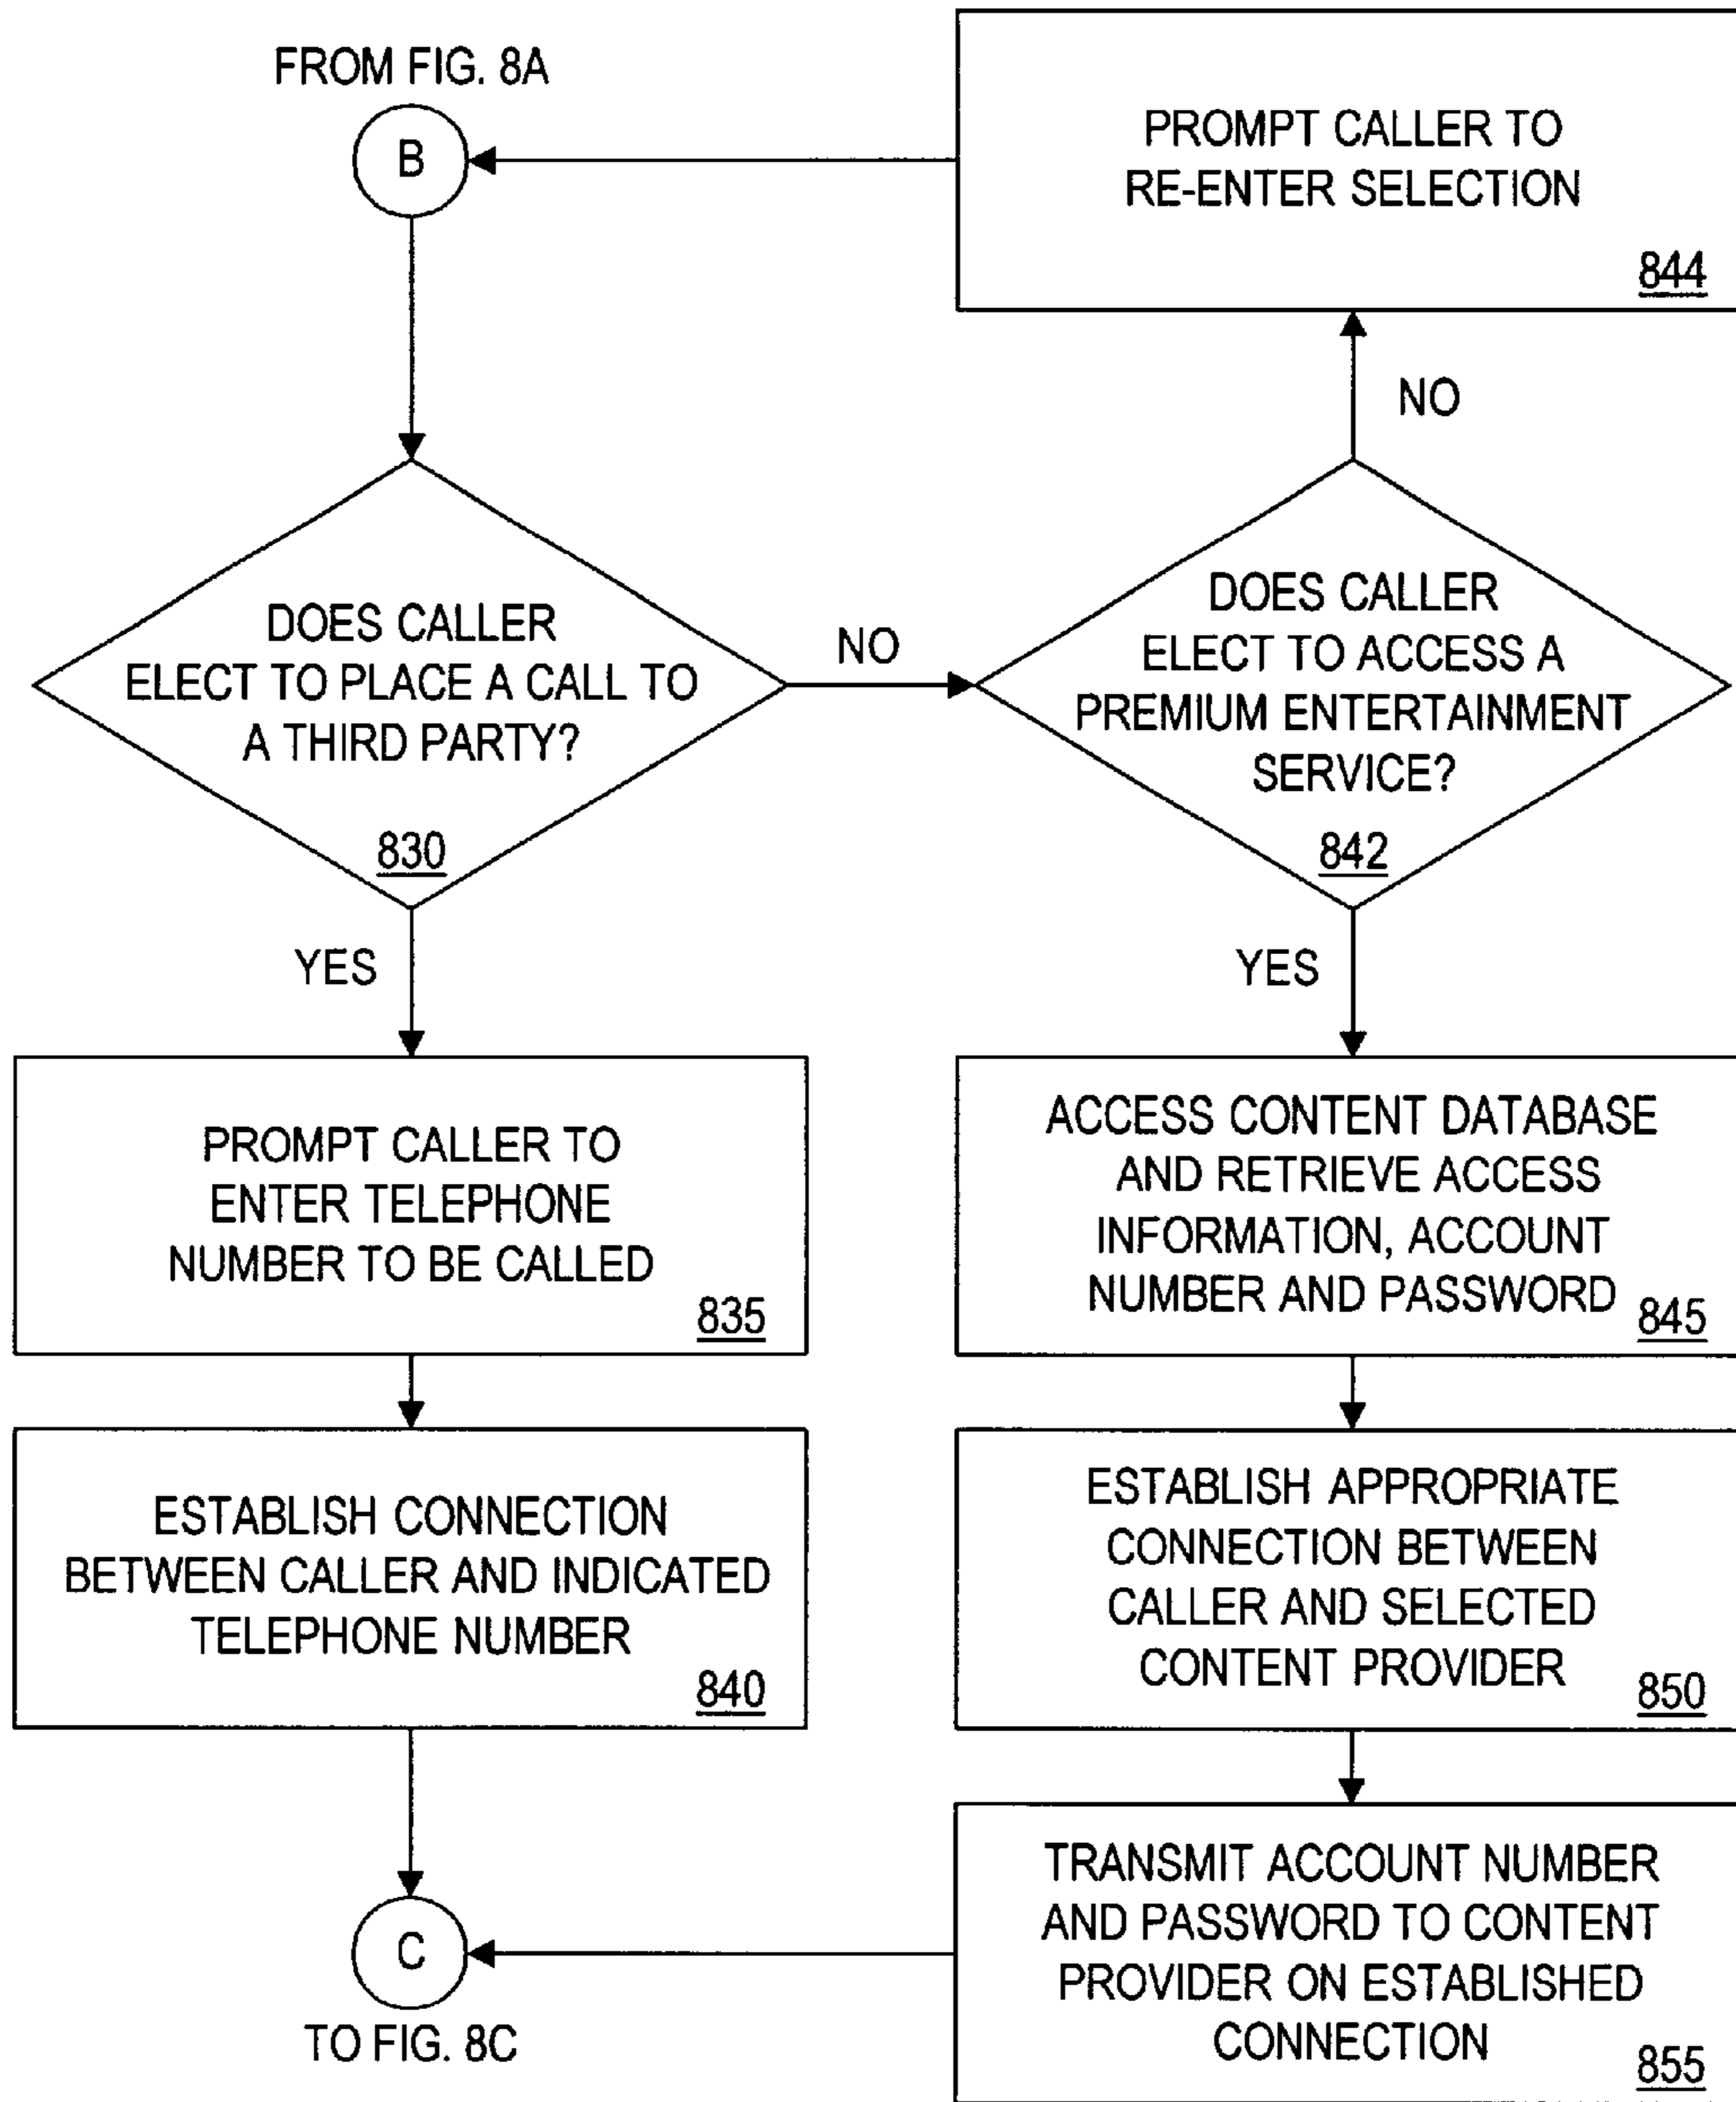 FROM FIG. 8A
B
PROMPT CALLER TO
RE-ENTER SELECTION
844
NO
DOES CALLER
ELECT TO PLACE A CALL TO
A THIRD PARTY?
830
NO
DOES CALLER
ELECT TO ACCESS A
PREMIUM ENTERTAINMENT
SERVICE?
842
YES
YES
PROMPT CALLER TO
ENTER TELEPHONE
NUMBER TO BE CALLED
835
ACCESS CONTENT DATABASE
AND RETRIEVE ACCESS
INFORMATION, ACCOUNT
NUMBER AND PASSWORD
845
ESTABLISH CONNECTION
BETWEEN CALLER AND INDICATED
TELEPHONE NUMBER
840
ESTABLISH APPROPRIATE
CONNECTION BETWEEN
CALLER AND SELECTED
CONTENT PROVIDER
850
C
TO FIG. 8C
TRANSMIT ACCOUNT NUMBER
AND PASSWORD TO CONTENT
PROVIDER ON ESTABLISHED
CONNECTION
855